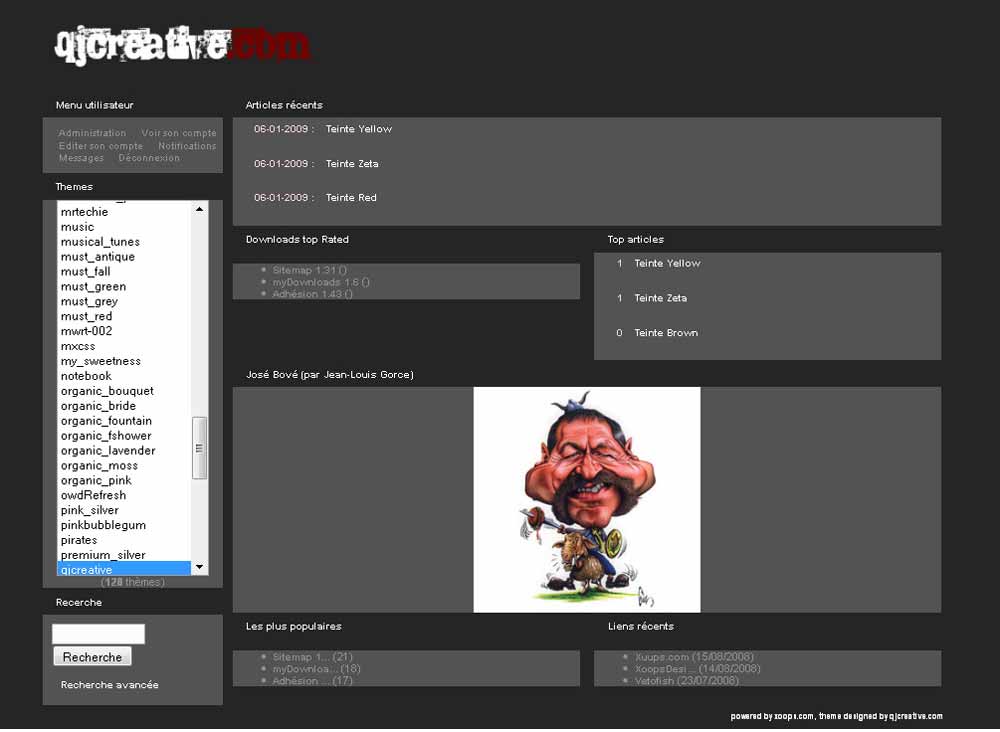 qjcreative.com
Menu utilisateur
Administration Voir son compte
Editer son compte Notifications
Messages Déconnexion
Themes
mrtechie
music
musical_tunes
must_antique
must_fall
must_green
must_grey
must_red
mwrt-002
mxcss
my_sweetness
notebook
organic_bouquet
organic_bride
organic_fountain
organic_fshower
organic_lavender
organic_moss
organic_pink
owdRefresh
pink_silver
pinkbubblegum
pirates
premium_silver
qjcreative
(120 thèmes)
Recerche
Recherche
Recherche avancée
Articles récents
06-01-2009 : Teinte Yellow
06-01-2009 : Teinte Zeta
06-01-2009 : Teinte Red
Downloads top Rated
Sitemap 1.31 ()
myDownloads 1.6 ()
Adhésion 1.43 ()
Top articles
1 Teinte Yellow
1 Teinte Zeta
0 Teinte Brown
José Bové (par Jean-Louis Gorce)
Les plus populaires
Sitemap 1... (21)
myDownloa... (18)
Adhésion ... (17)
Liens récents
Xuups.com (15/08/2008)
XoopsDesi... (14/08/2008)
Vetofish (23/07/2008)
powered by xoops.com, theme designed by qjcreative.com